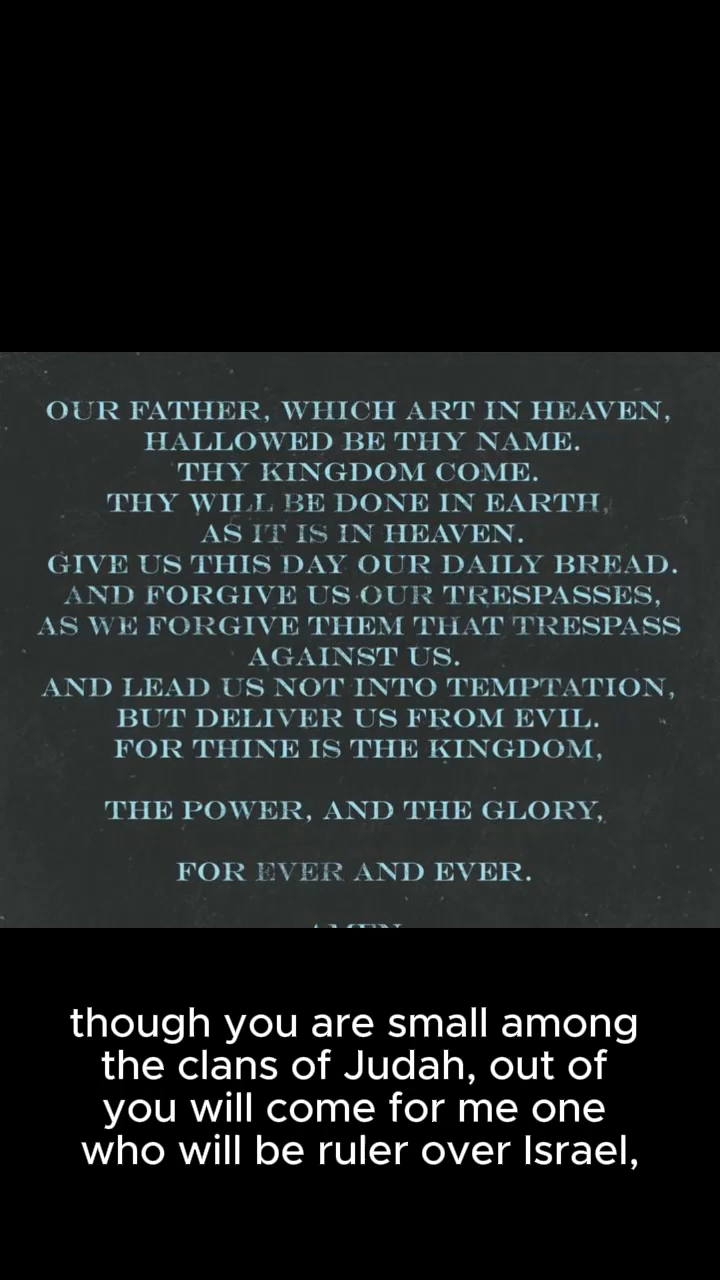 OUR FATHER, WHICH ART IN HEAVEN,
HALLOWED BE THY NAME.
THY KINGDOM COME.
THY WILL BE DONE IN EARTH,
AS IT IS IN HEAVEN.
GIVE US THIS DAY OUR DAILY BREAD.
AND FORGIVE US OUR TRESPASSES,
AS WE FORGIVE THEM THAT TRESPASS
AGAINST US.
AND LEAD US NOT INTO TEMPTATION,
BUT DELIVER US FROM EVIL.
FOR THINE IS THE KINGDOM,
THE POWER, AND THE GLORY,
FOR EVER AND EVER.
AMEN
though you are small among
the clans of Judah, out of
you will come for me one
who will be ruler over Israel,